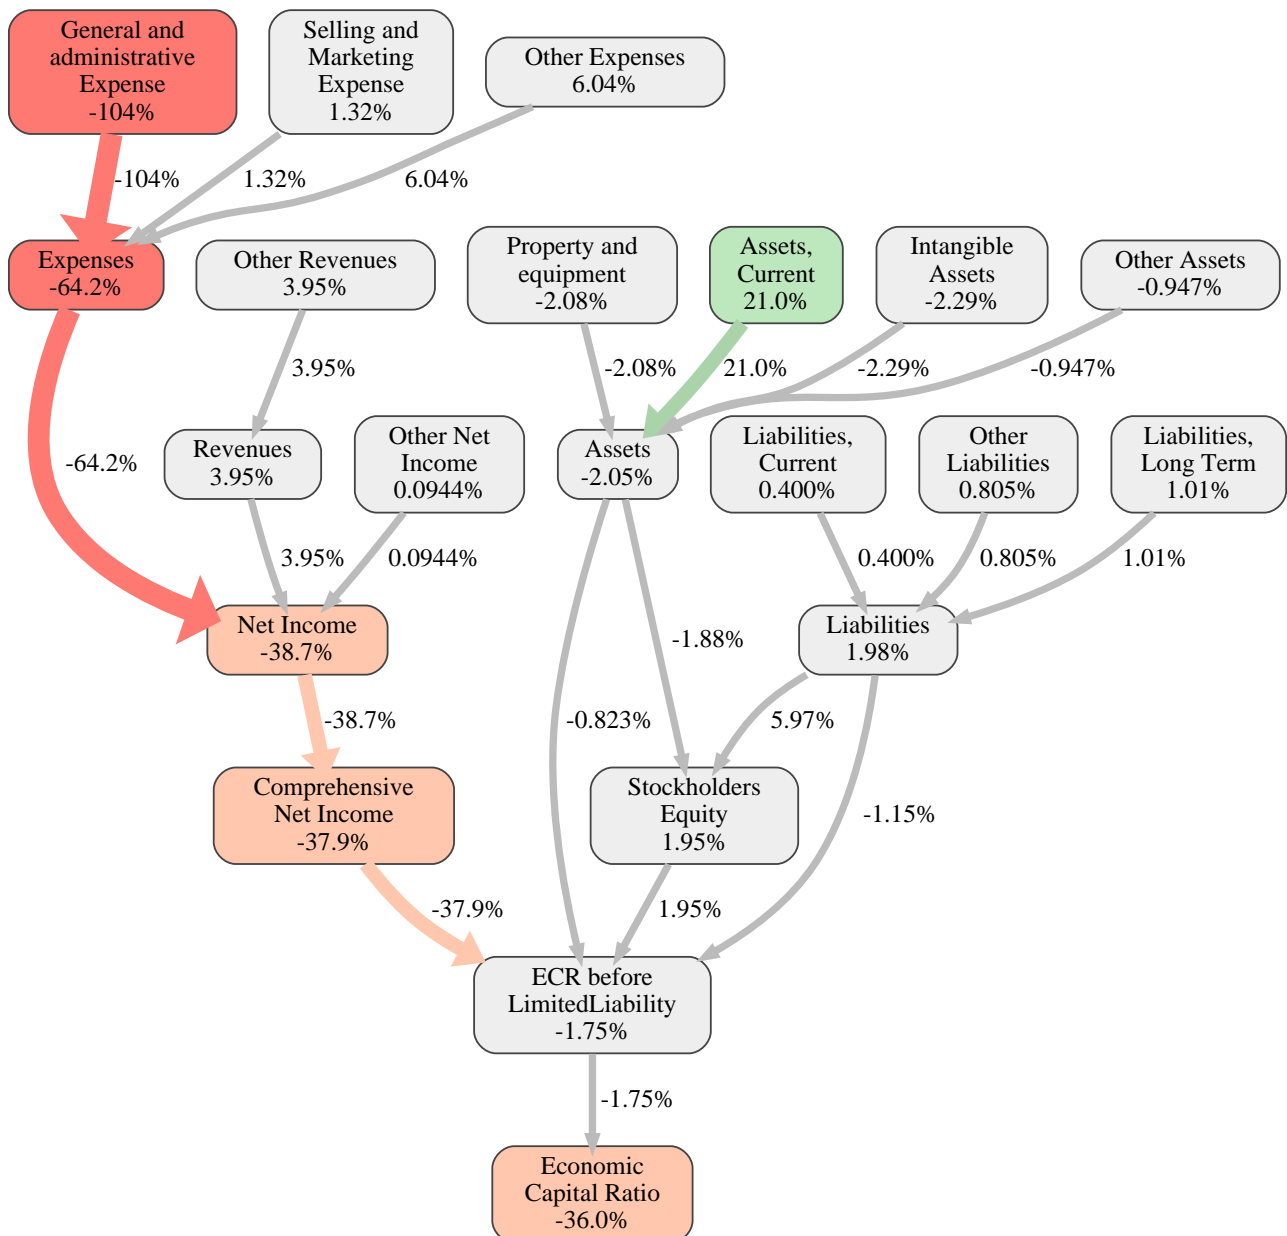 General and
administrative
Expense
-104%
Selling and
Marketing
Expense
1.32%
Other Expenses
6.04%
-104%
1.32%
6.04%
Expenses
-64.2%
Other Revenues
3.95%
Property and
equipment
-2.08%
Assets,
Current
21.0%
Intangible
Assets
-2.29%
Other Assets
-0.947%
3.95%
-2.08%
21.0%
-2.29%
-0.947%
-64.2%
Revenues
3.95%
Other Net
Income
0.0944%
Assets
-2.05%
Liabilities,
Current
0.400%
Other
Liabilities
0.805%
Liabilities,
Long Term
1.01%
3.95%
0.0944%
0.400%
0.805%
1.01%
Net Income
-38.7%
-1.88%
Liabilities
1.98%
-38.7%
-0.823%
5.97%
Comprehensive
Net Income
-37.9%
Stockholders
Equity
1.95%
-1.15%
-37.9%
1.95%
ECR before
LimitedLiability
-1.75%
-1.75%
Economic
Capital Ratio
-36.0%